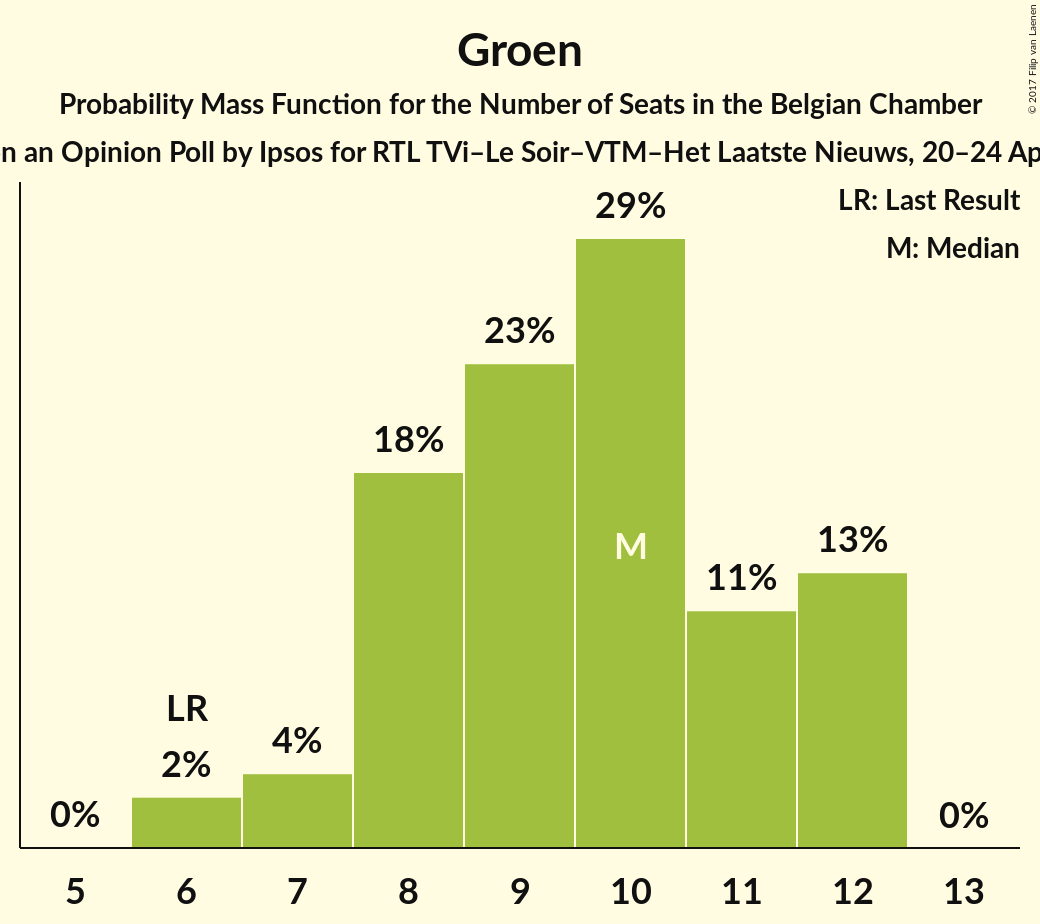 Groen
Probability Mass Function for the Number of Seats in the Belgian Chamber
an Opinion Poll by Ipsos for RTL TVi–Le Soir–VTM–Het Laatste Nieuws, 20–24
© 2017 Filip van Laenen
LR: Last Result
M: Median
29%
23%
18%
M
13%
11%
LR
4%
2%
0%
0%
5 6 7 8 9 10 11 12 13